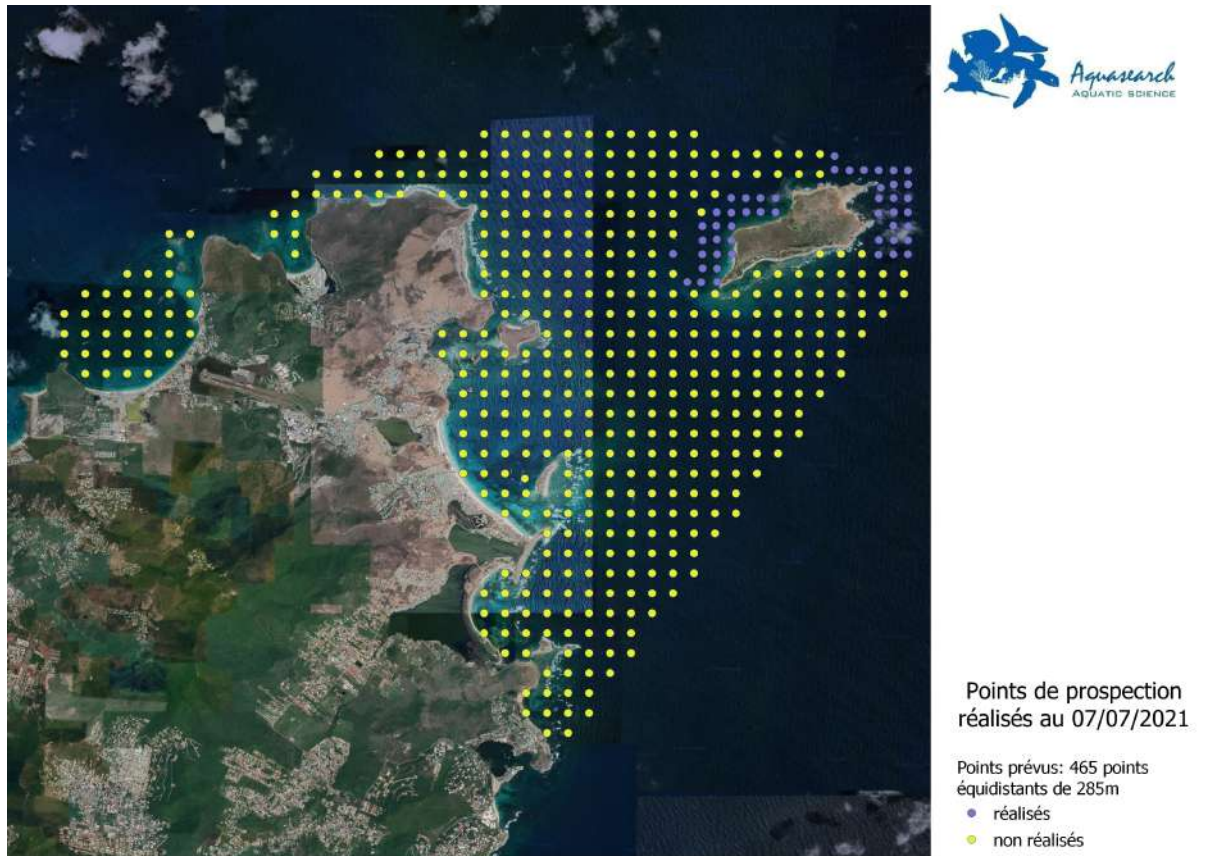 Aquasearch
AQUATIC SCIENCE
Points de prospection
réalisés au 07/07/2021
Points prévus: 465 points
équidistants de 285m
réalisés
non réalisés